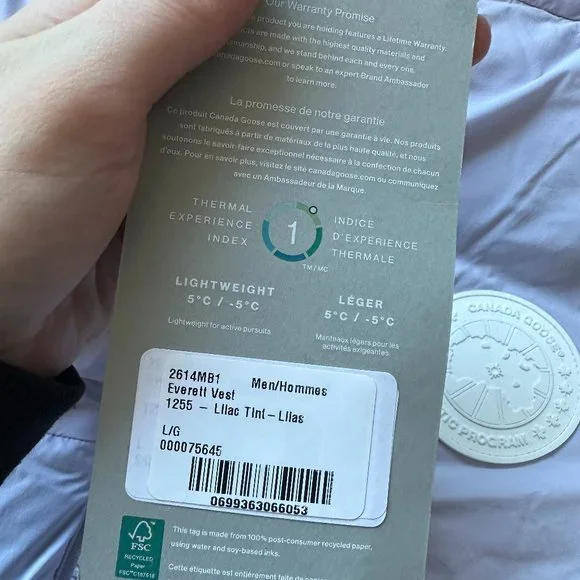 Our Warranty Promise
product you are holding features a Lifetime Warranty.
cts are made with the highest quality materials and
smanship, and we stand behind each and every one.
canadagoose.com or speak to an expert Brand Ambassador
to learn more.
La promesse de notre garantie
Ce produit Canada Goose est couvert par une garantie à vie. Nos produits
sont fabriqués à partir de matériaux de la plus haute qualité, et nous
soutenons le savoir-faire exceptionnel nécessaire à la confection de chacun
d'eux. Pour en savoir plus, visitez le site canadagoose.com ou communiquez
avec un Ambassadeur de la Marque.
THERMAL
EXPERIENCE
INDEX
1
TM/MC
INDICE
D'EXPÉRIENCE
THERMALE
LIGHTWEIGHT
5°C / -5°C
Lightweight for active pursuits
LÉGER
5°C / -5°C
Manteaux légers pour les
activités exigeantes.
2614MB1 Men/Hommes
Everett Vest
1255 - Lilac Tint-Lilas
L/G
000075645
0699363066053
FSC
RECYCLED
Paper
This tag is made from 100% post-consumer recycled paper,
using water and soy-based inks.
Cette étiquette est entièrement faite de
CANADA GOOSE
TIC PROGRAM